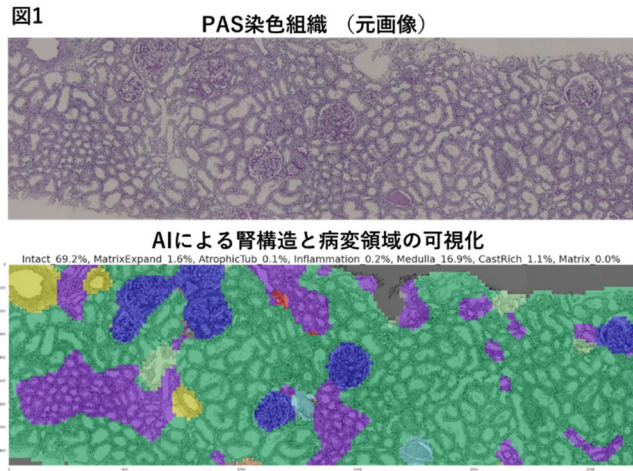 図1
PAS染色組織 （元画像）
AIによる腎構造と病変領域の可視化
Intact_69.2%, MatrixExpand_1.6%, AtrophicTub_0.1%, Inflammation_0.2%, Medulla_16.9%, CastRich_1.1%, Matrix_0.0%